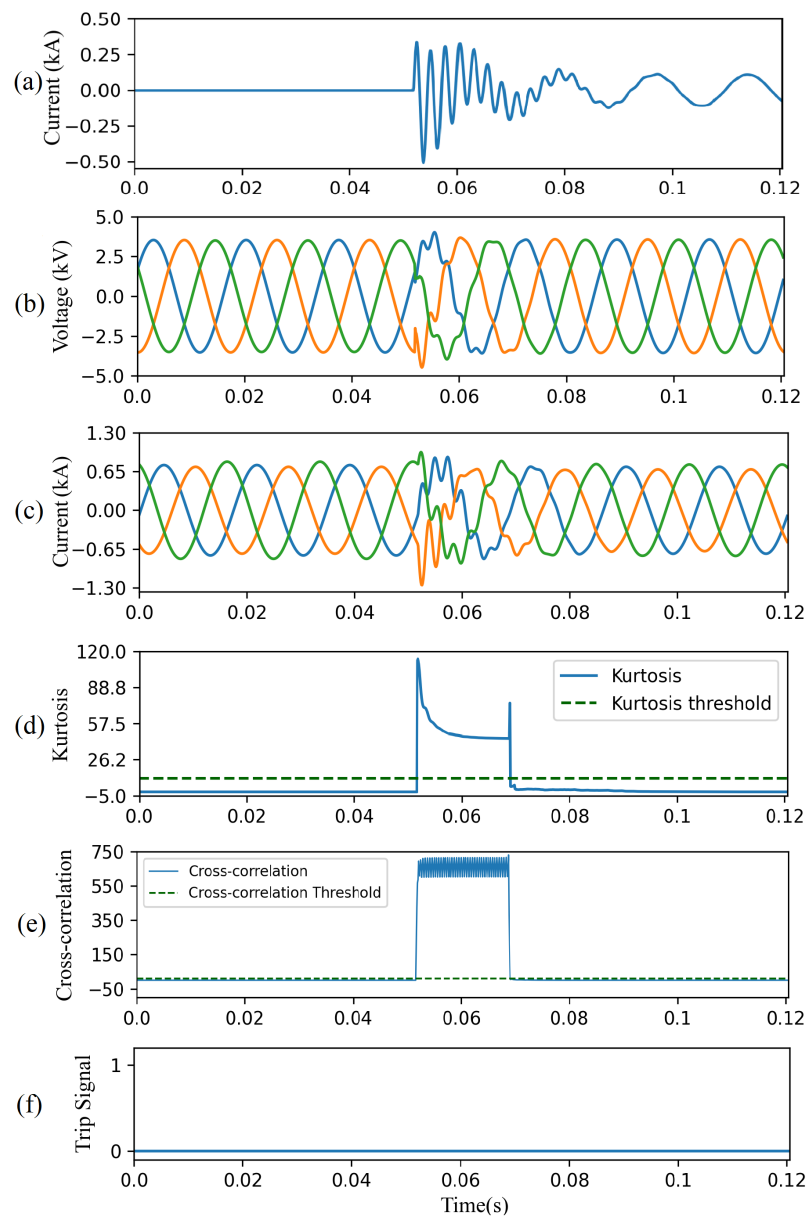 (a)
Current (kA)
0.50
0.25
0.00
−0.25
−0.50
0.0 0.02 0.04 0.06 0.08 0.1 0.12
(b)
Voltage (kV)
5.0
2.5
0.0
−2.5
−5.0
0.0 0.02 0.04 0.06 0.08 0.1 0.12
(c)
Current (kA)
1.30
0.65
0.00
−0.65
−1.30
0.0 0.02 0.04 0.06 0.08 0.1 0.12
(d)
Kurtosis
120.0
88.8
57.5
26.2
−5.0
Kurtosis
Kurtosis threshold
0.0 0.02 0.04 0.06 0.08 0.1 0.12
(e)
Cross-correlation
750
550
350
150
−50
Cross-correlation
Cross-correlation Threshold
0.0 0.02 0.04 0.06 0.08 0.1 0.12
(f)
Trip Signal
1
0
0.0 0.02 0.04 0.06 0.08 0.1 0.12
Time(s)